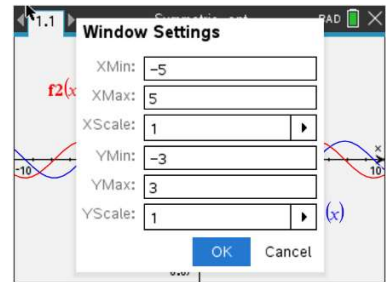 1.1 RAD
Window Settings
XMin: -5
f2(x
XMax: 5
XScale: 1
YMin: -3
x
-10 10
YMax: 3
YScale: 1
(x)
OK Cancel